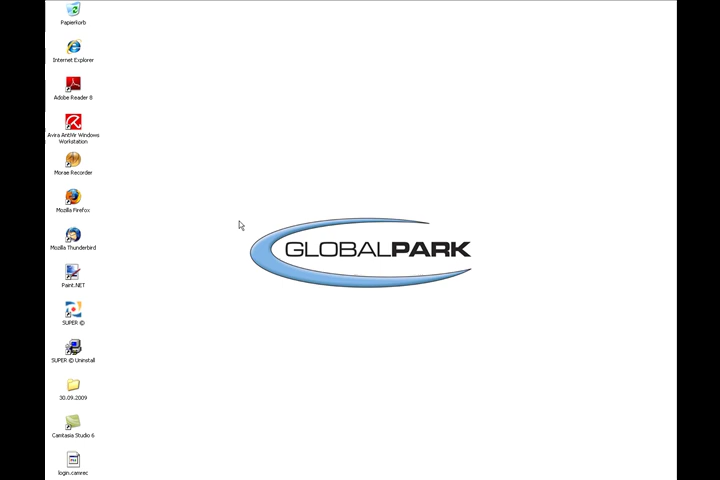 Papierkorb
Internet Explorer
Adobe Reader 8
Avira AntiVir Windows
Workstation
Morae Recorder
Mozilla Firefox
Mozilla Thunderbird
Paint.NET
SUPER ©
SUPER © Uninstall
30.09.2009
Camtasia Studio 6
login.camrec
GLOBALPARK